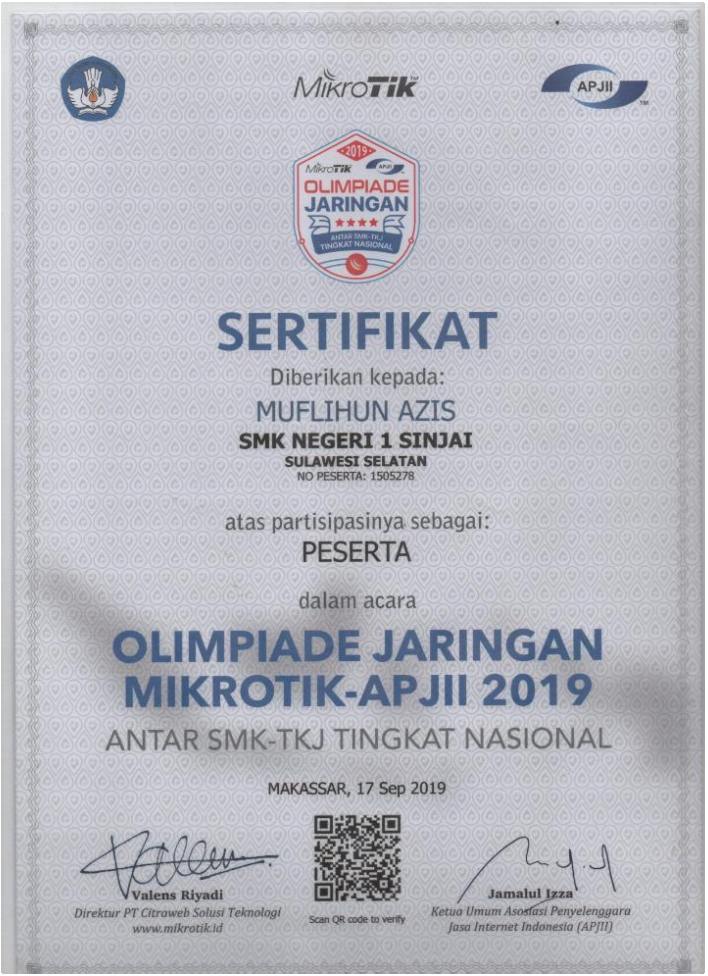 MikroTik
APJII
TM
2019
MikroTik APJII
OLIMPIADE
JARINGAN
ANTAR SMK-TKJ
TINGKAT NASIONAL
SERTIFIKAT
Diberikan kepada:
MUFLIHUN AZIS
SMK NEGERI 1 SINJAI
SULAWESI SELATAN
NO PESERTA: 1505278
atas partisipasinya sebagai:
PESERTA
dalam acara
OLIMPIADE JARINGAN
MIKROTIK-APJII 2019
ANTAR SMK-TKJ TINGKAT NASIONAL
MAKASSAR, 17 Sep 2019
Valens Riyadi
Direktur PT Citraweb Solusi Teknologi
www.mikrotik.id
Scan QR code to verify
Jamalul Izza
Ketua Umum Asosiasi Penyelenggara
Jasa Internet Indonesia (APJII)